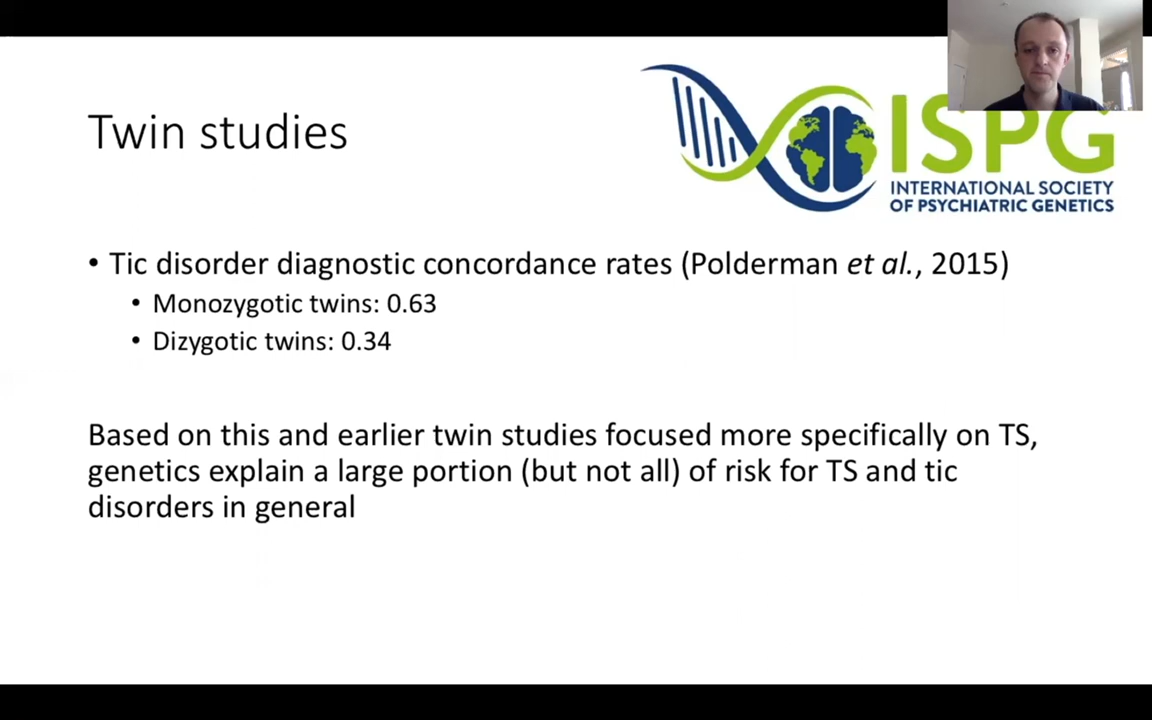 Twin studies
ISPG
INTERNATIONAL SOCIETY
OF PSYCHIATRIC GENETICS
• Tic disorder diagnostic concordance rates (Polderman et al., 2015)
• Monozygotic twins: 0.63
• Dizygotic twins: 0.34
Based on this and earlier twin studies focused more specifically on TS,
genetics explain a large portion (but not all) of risk for TS and tic
disorders in general